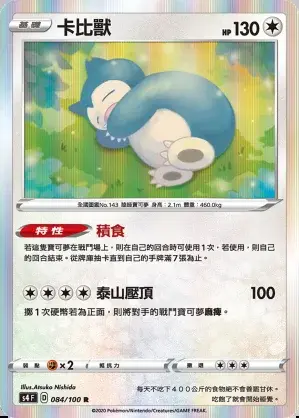 基礎 卡比獸 HP 130
全國圖鑑No.143 瞌睡寶可夢 身高:2.1m 體重:460.0kg
特性 積食
若這隻寶可夢在戰鬥場上,則在自己的回合時可使用1次,若使用,則自己
的回合結束。從牌庫抽卡直到自己的手牌滿7張為止。
泰山壓頂 100
擲1次硬幣若為正面,則將對手的戰鬥寶可夢麻痺。
弱點 ×2 抵抗力 撤退
Illus.Atsuko Nishida
S4 F D 084/100 R
每天不吃下400公斤的食物絕不會善罷甘休。
吃飽了就會開始睡覺。
©2020 Pokémon/Nintendo/Creatures/GAME FREAK.